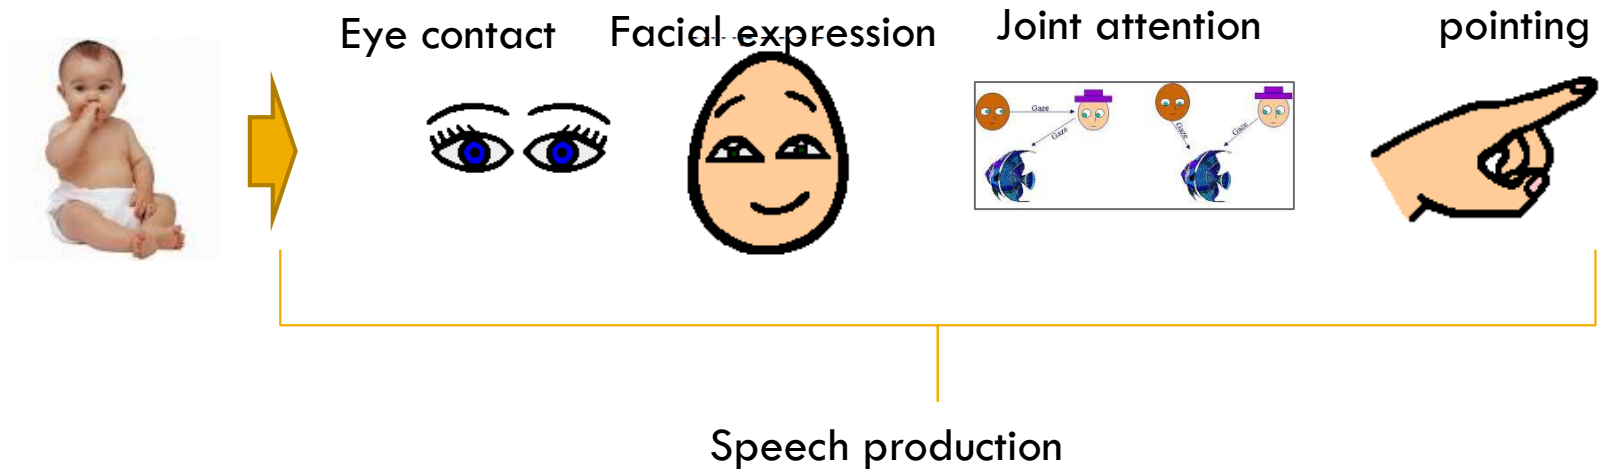 Eye contact
Facial expression
Joint attention
pointing
Gaze
Gaze
Gaze
Gaze
Speech production